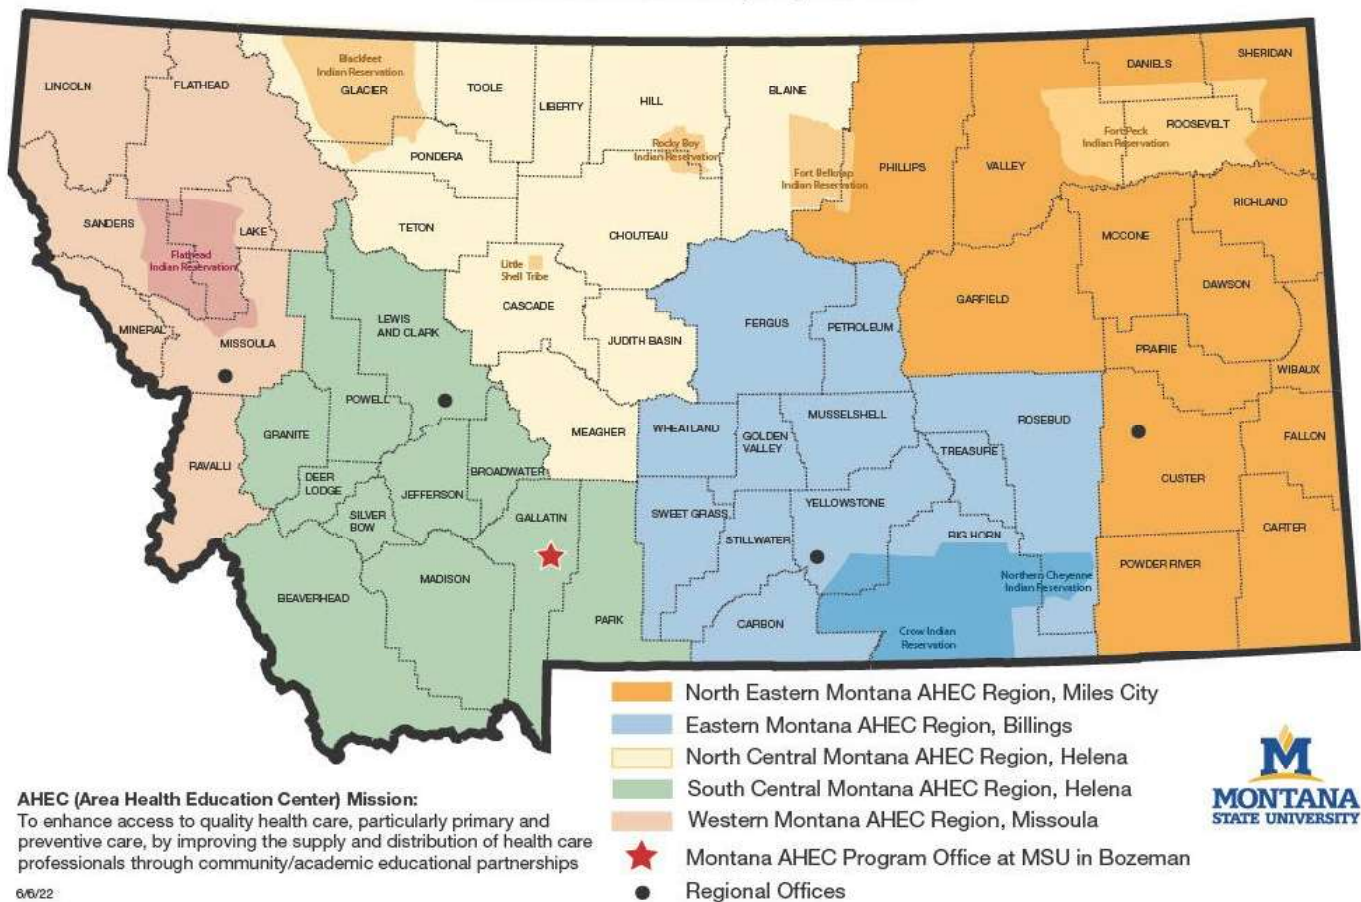 SHERIDAN
DANIELS
LINCOLN
FLATHEAD
Blackfeet
Indian Reservation
GLACIER
TOOLE
LIBERTY
HILL
BLAINE
ROOSEVELT
Fort Peck
Indian Reservation
Rocky Boy
Indian Reservation
PONDERA
PHILLIPS
VALLEY
Fort Belknap
Indian Reservation
RICHLAND
SANDERS
LAKE
TETON
CHOUTEAU
MCCONE
Flathead
Indian Reservation
Little
Shell Tribe
CASCADE
GARFIELD
DAWSON
LEWIS
AND CLARK
FERGUS
PETROLEUM
MINERAL
MISSOULA
JUDITH BASIN
PRAIRIE
WIBAUX
POWELL
GRANITE
MEAGHER
WHEATLAND
GOLDEN
VALLEY
MUSSELSHELL
ROSEBUD
TREASURE
FALLON
RAVALLI
DEER
LODGE
JEFFERSON
BROADWATER
CUSTER
SILVER
BOW
GALLATIN
SWEET GRASS
STILLWATER
YELLOWSTONE
BIG HORN
CARTER
MADISON
BEAVERHEAD
PARK
CARBON
Northern Cheyenne
Indian Reservation
POWDER RIVER
Crow Indian
Reservation
North Eastern Montana AHEC Region, Miles City
Eastern Montana AHEC Region, Billings
North Central Montana AHEC Region, Helena
South Central Montana AHEC Region, Helena
Western Montana AHEC Region, Missoula
Montana AHEC Program Office at MSU in Bozeman
Regional Offices
AHEC (Area Health Education Center) Mission:
To enhance access to quality health care, particularly primary and
preventive care, by improving the supply and distribution of health care
professionals through community/academic educational partnerships
6/6/22
M
MONTANA
STATE UNIVERSITY